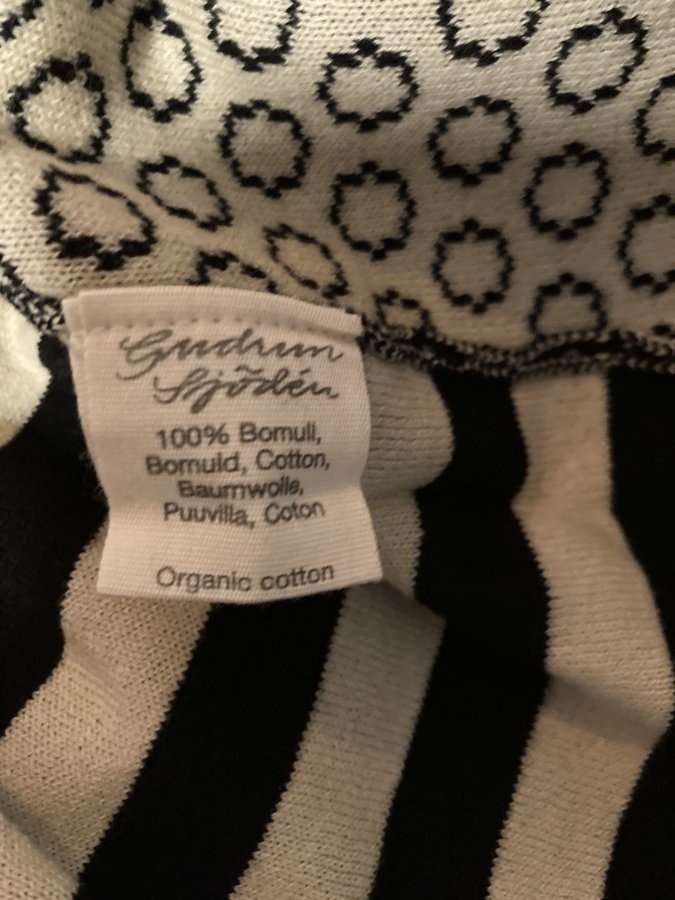 Gudrun
Sjödén
100% Bomull,
Bomuld, Cotton,
Baumwolle,
Puuvilla, Coton
Organic cotton